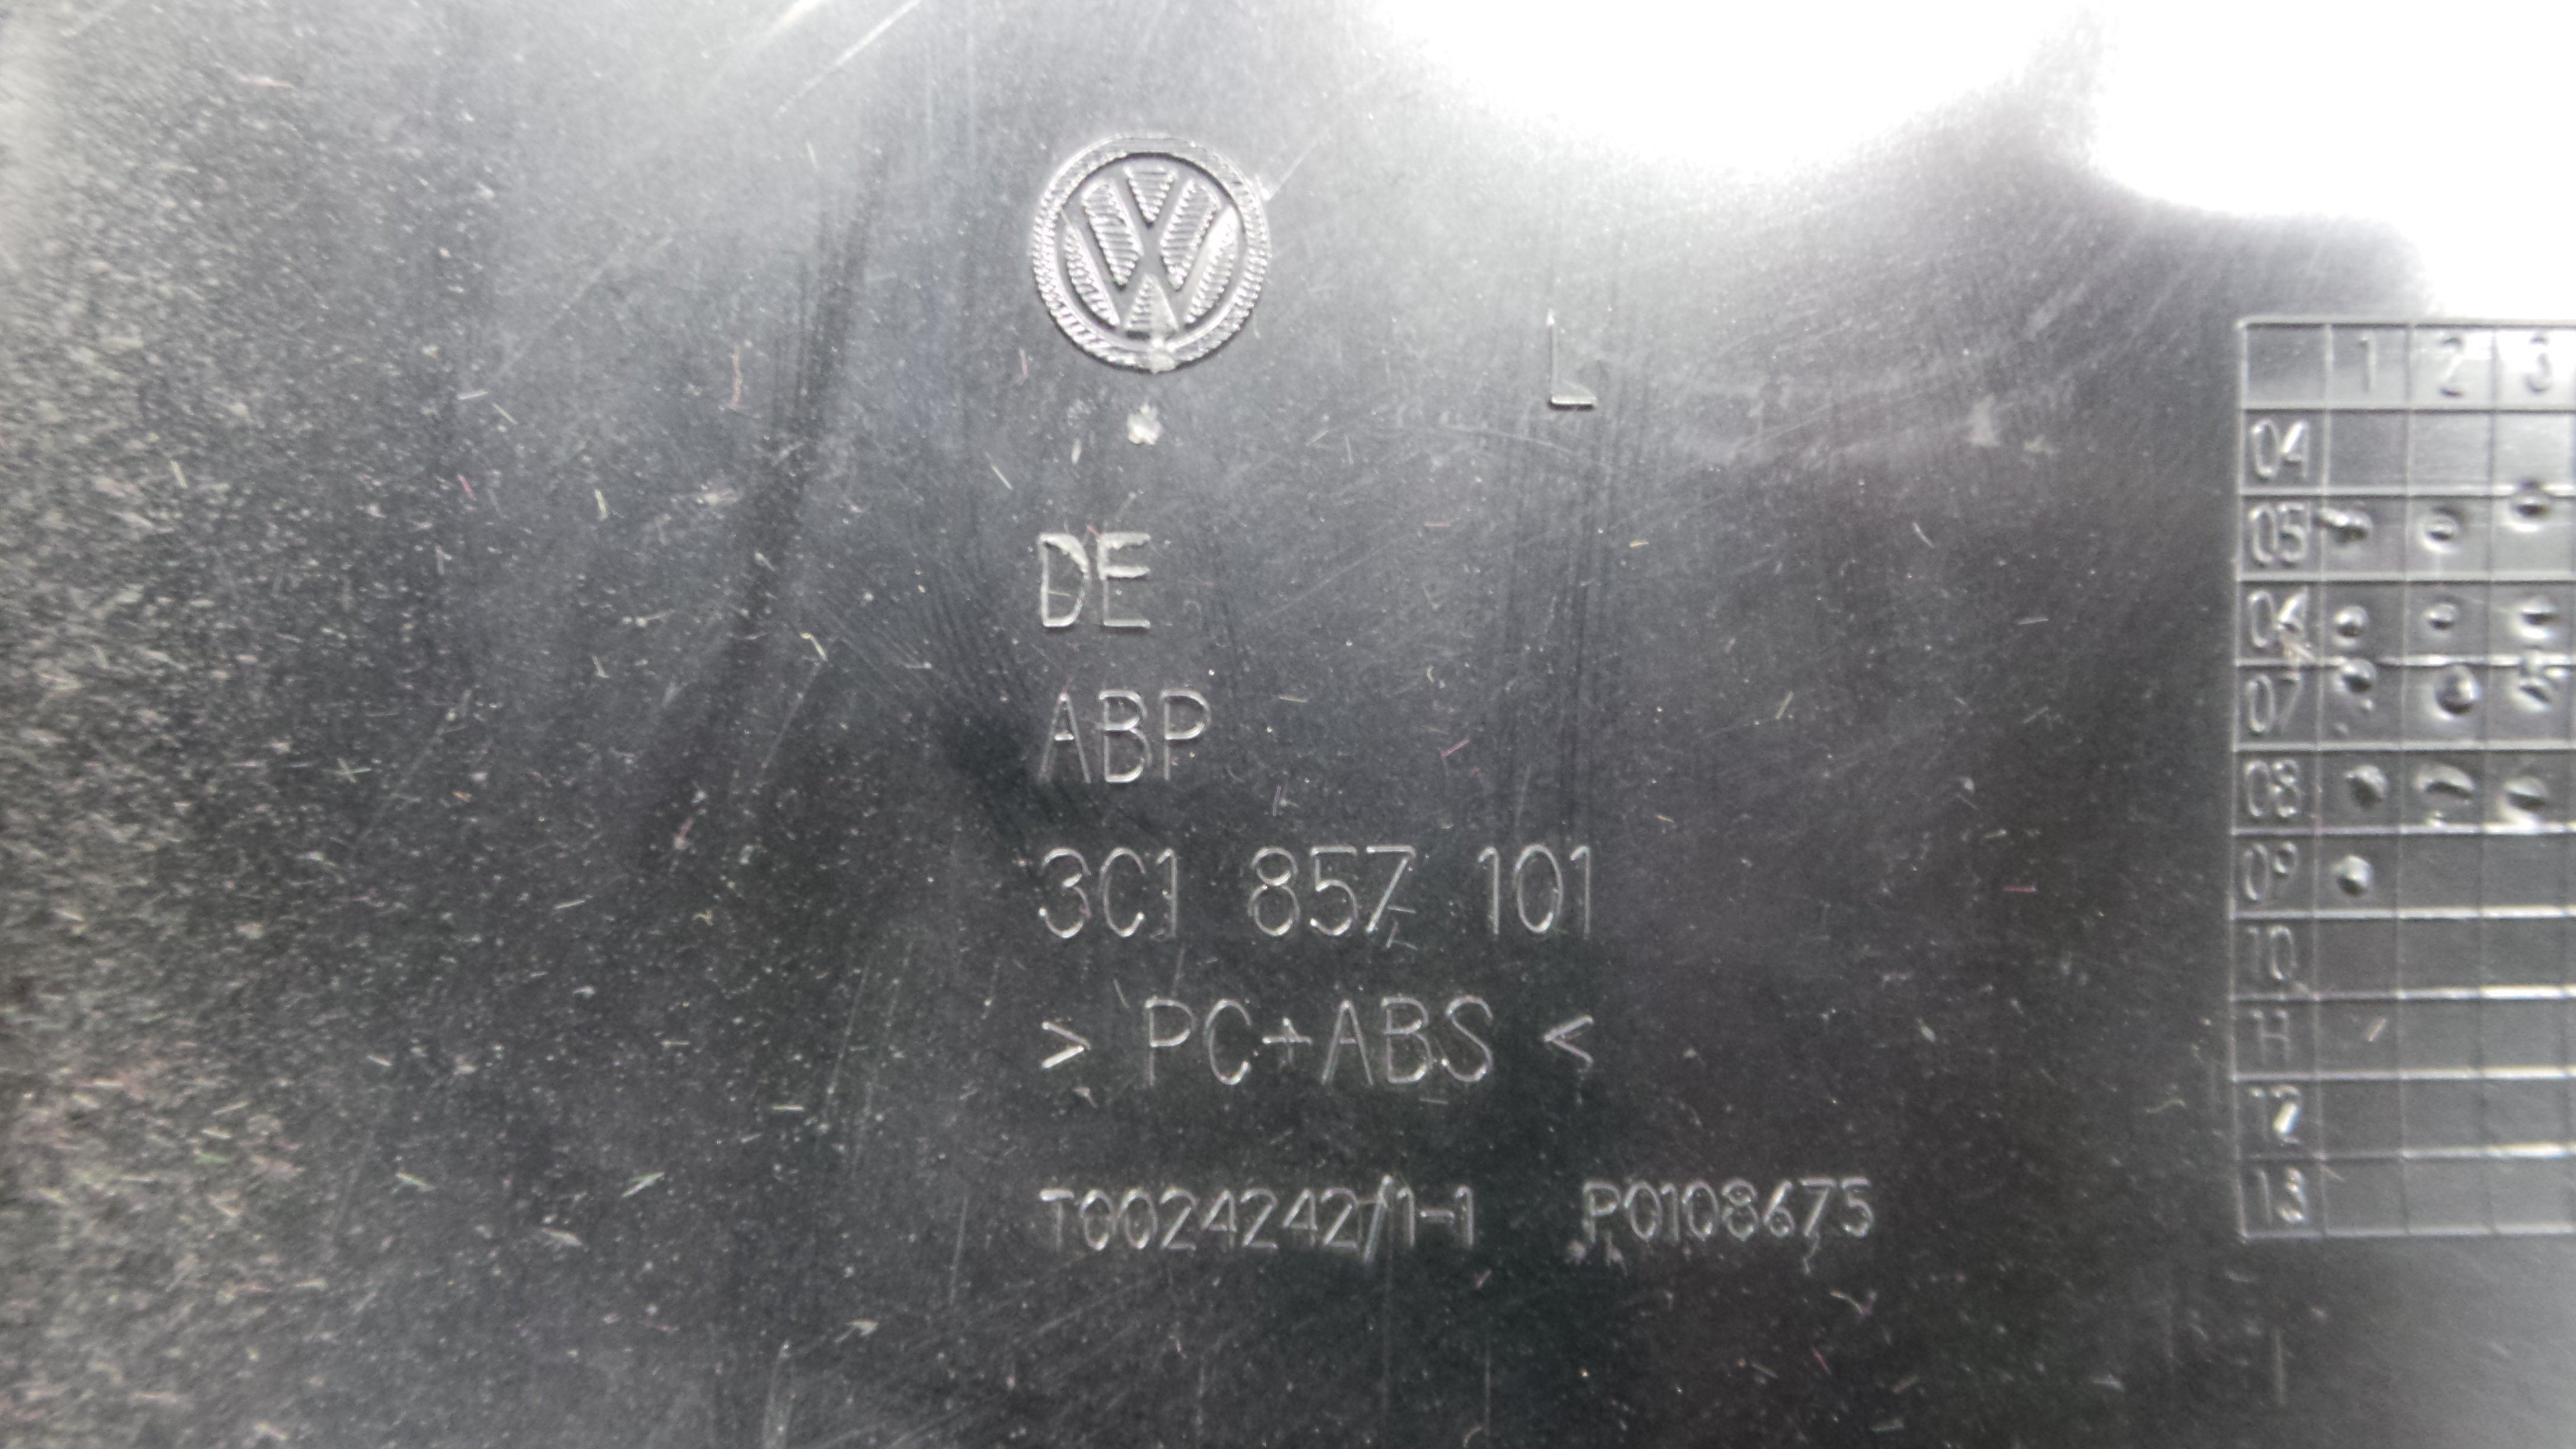 L
DE
ABP
3C1 857 101
> PC+ABS <
T0024242/1-1 P0108675
1 2 3
04
05
06
07
08
09
10
11
12
13